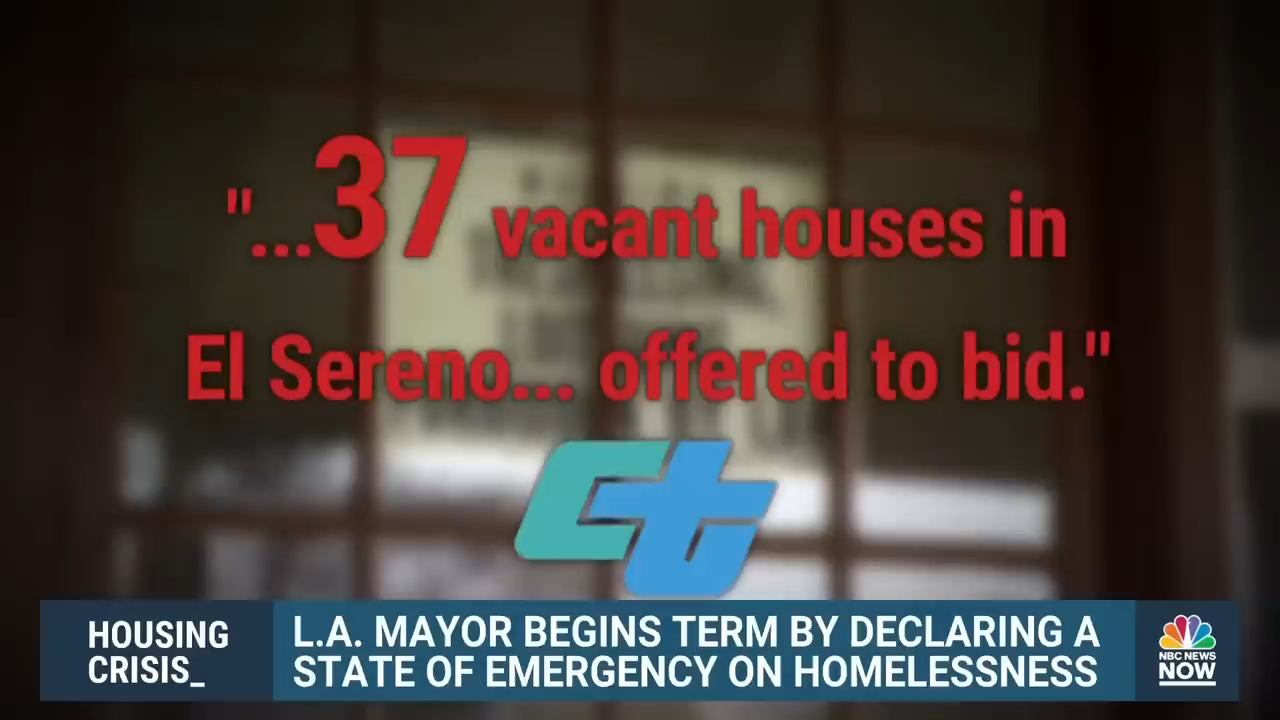 "...37 vacant houses in
El Sereno... offered to bid."
ct
HOUSING
CRISIS_
L.A. MAYOR BEGINS TERM BY DECLARING A
STATE OF EMERGENCY ON HOMELESSNESS
NBC NEWS
NOW